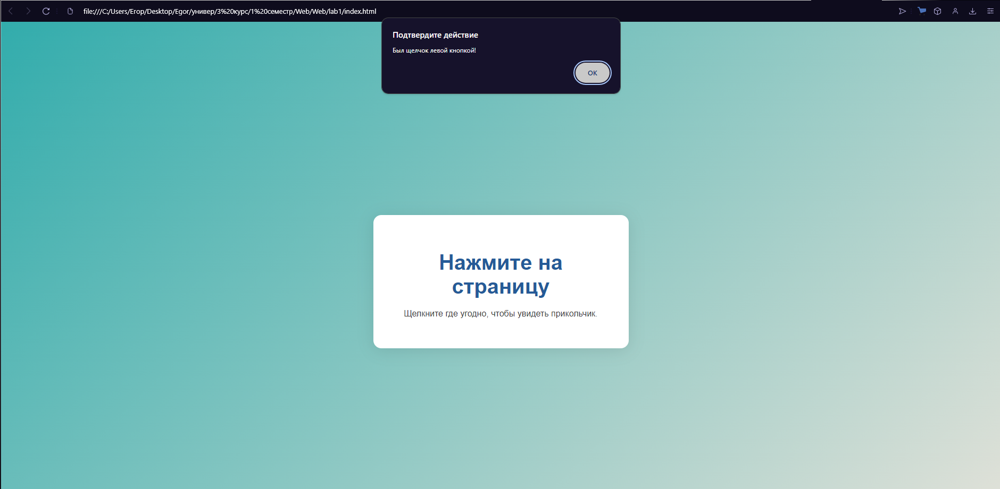 file:///C:/Users/Егор/Desktop/Egor/универ/3%20курс/1%20семестр/Web/Web/lab1/index.html
Подтвердите действие
Был щелчок левой кнопкой!
ОК
Нажмите на
страницу
Щелкните где угодно, чтобы увидеть прикольчик.